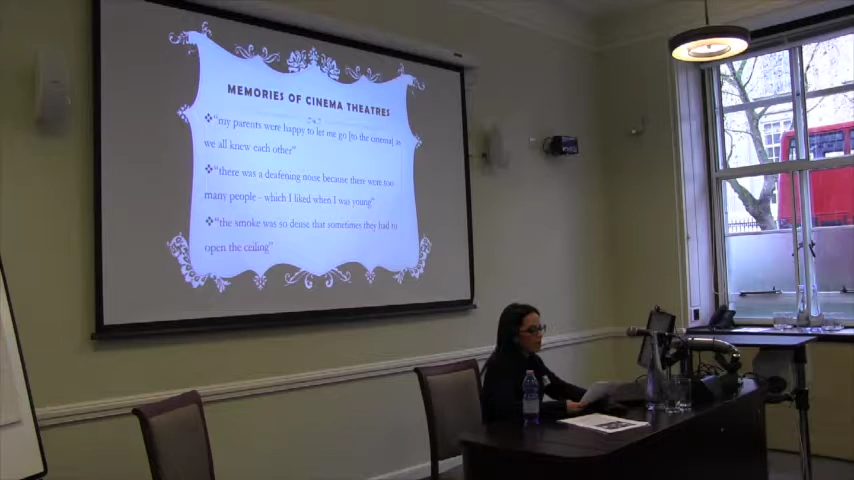 MEMORIES OF CINEMA THEATRES
❖"my parents were happy to let me go [to the cinema] as
we all knew each other"
❖"there was a deafening noise because there were too
many people - which I liked when I was young"
❖"the smoke was so dense that sometimes they had to
open the ceiling"